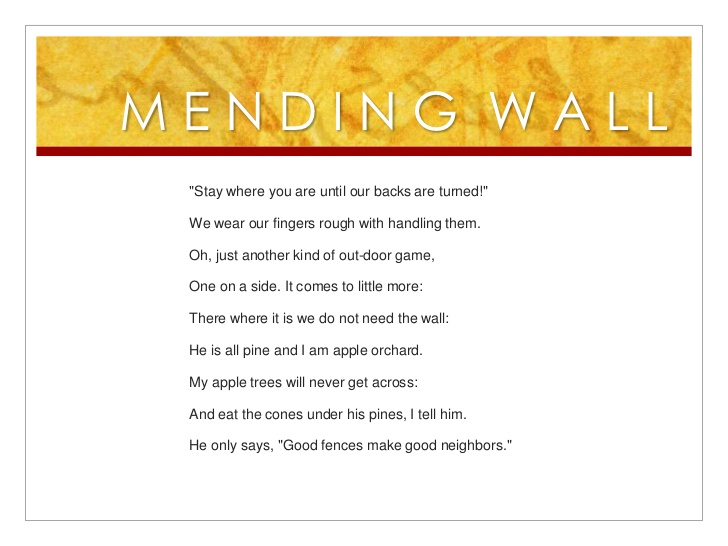 MENDING WALL
"Stay where you are until our backs are turned!"
We wear our fingers rough with handling them.
Oh, just another kind of out-door game,
One on a side. It comes to little more:
There where it is we do not need the wall:
He is all pine and I am apple orchard.
My apple trees will never get across:
And eat the cones under his pines, I tell him.
He only says, "Good fences make good neighbors."